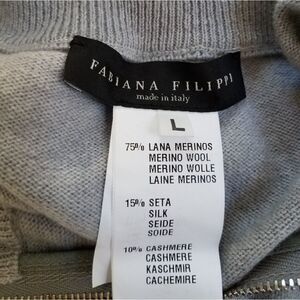 FABIANA FILIPPI
made in italy
L
75% LANA MERINOS
MERINO WOOL
MERINO WOLLE
LAINE MERINOS
15% SETA
SILK
SEIDE
SOIDE
10% CASHMERE
CASHMERE
KASCHMIR
CACHEMIRE